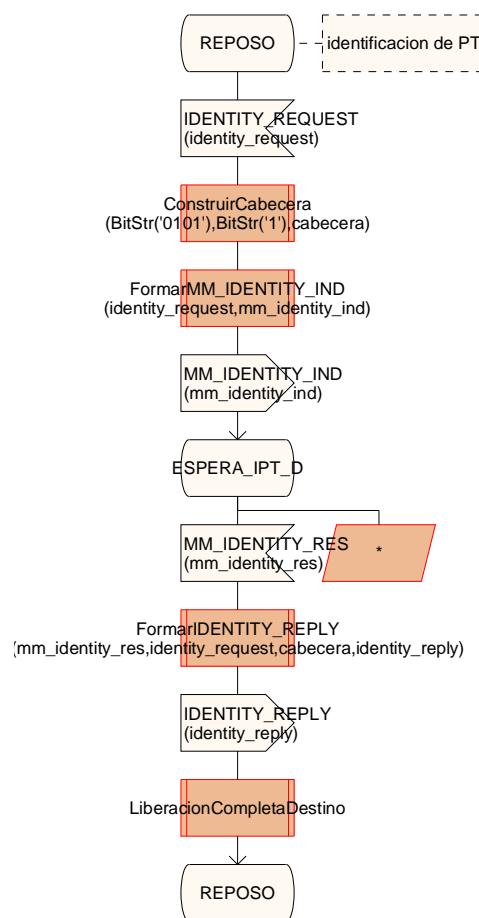 REPOSO
identificacion de PT
IDENTITY_REQUEST
(identity_request)
ConstruirCabecera
(BitStr('0101'),BitStr('1'),cabecera)
FormarMM_IDENTITY_IND
(identity_request,mm_identity_ind)
MM_IDENTITY_IND
(mm_identity_ind)
ESPERA_IPT_D
MM_IDENTITY_RES
(mm_identity_res)
*
FormarIDENTITY_REPLY
(mm_identity_res,identity_request,cabecera,identity_reply)
IDENTITY_REPLY
(identity_reply)
LiberacionCompletaDestino
REPOSO